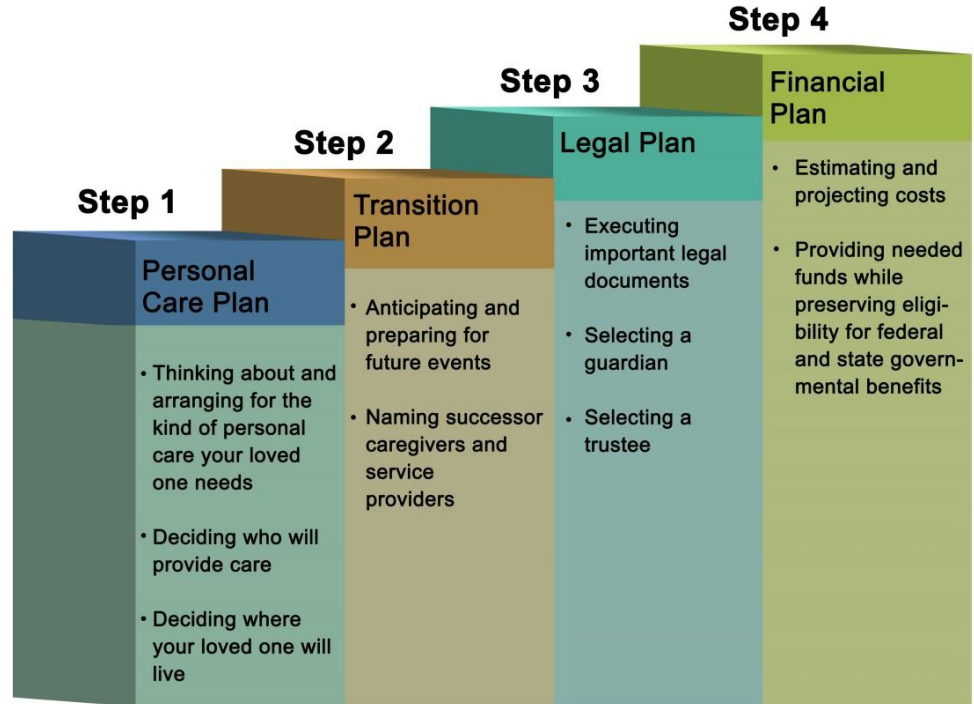 Step 1
Personal
Care Plan
• Thinking about and
arranging for the
kind of personal
care your loved
one needs
• Deciding who will
provide care
• Deciding where
your loved one will
live
Step 2
Transition
Plan
• Anticipating and
preparing for
future events
• Naming successor
caregivers and
service
providers
Step 3
Legal Plan
• Executing
important legal
documents
• Selecting a
guardian
• Selecting a
trustee
Step 4
Financial
Plan
• Estimating and
projecting costs
• Providing needed
funds while
preserving eligi-
bility for federal
and state govern-
mental benefits